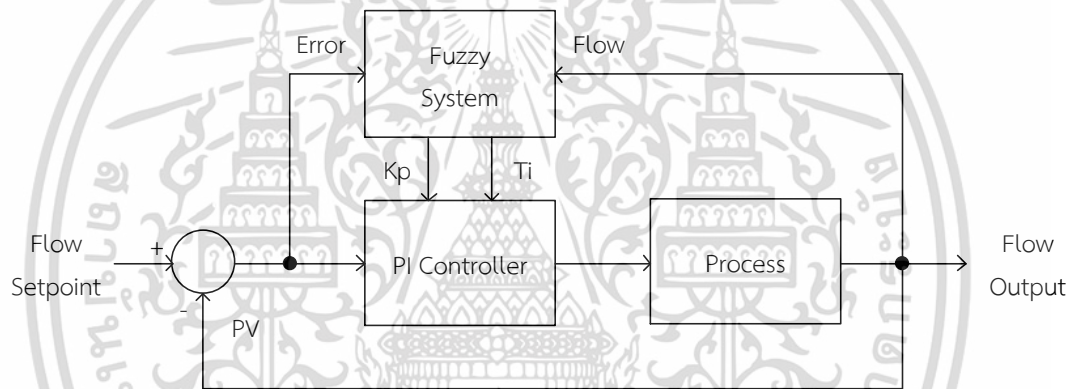 Error
Fuzzy
System
Flow
Kp
Ti
Flow
Setpoint
+
-
PV
PI Controller
Process
Flow
Output